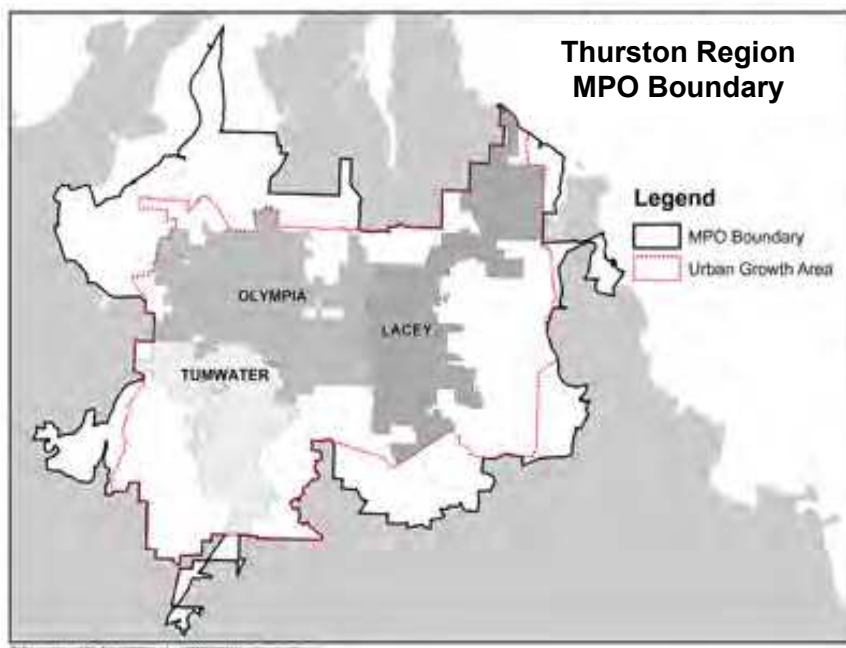 Thurston Region
MPO Boundary
Legend
MPO Boundary
Urban Growth Area
OLYMPIA
LACEY
TUMWATER